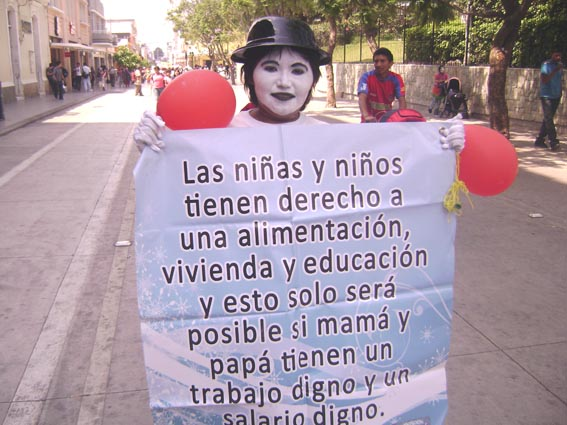 Las niñas y niños
tienen derecho a
una alimentación,
vivienda y educación
y esto solo será
posible si mamá y
papá tienen un
trabajo digno y un
salario digno.